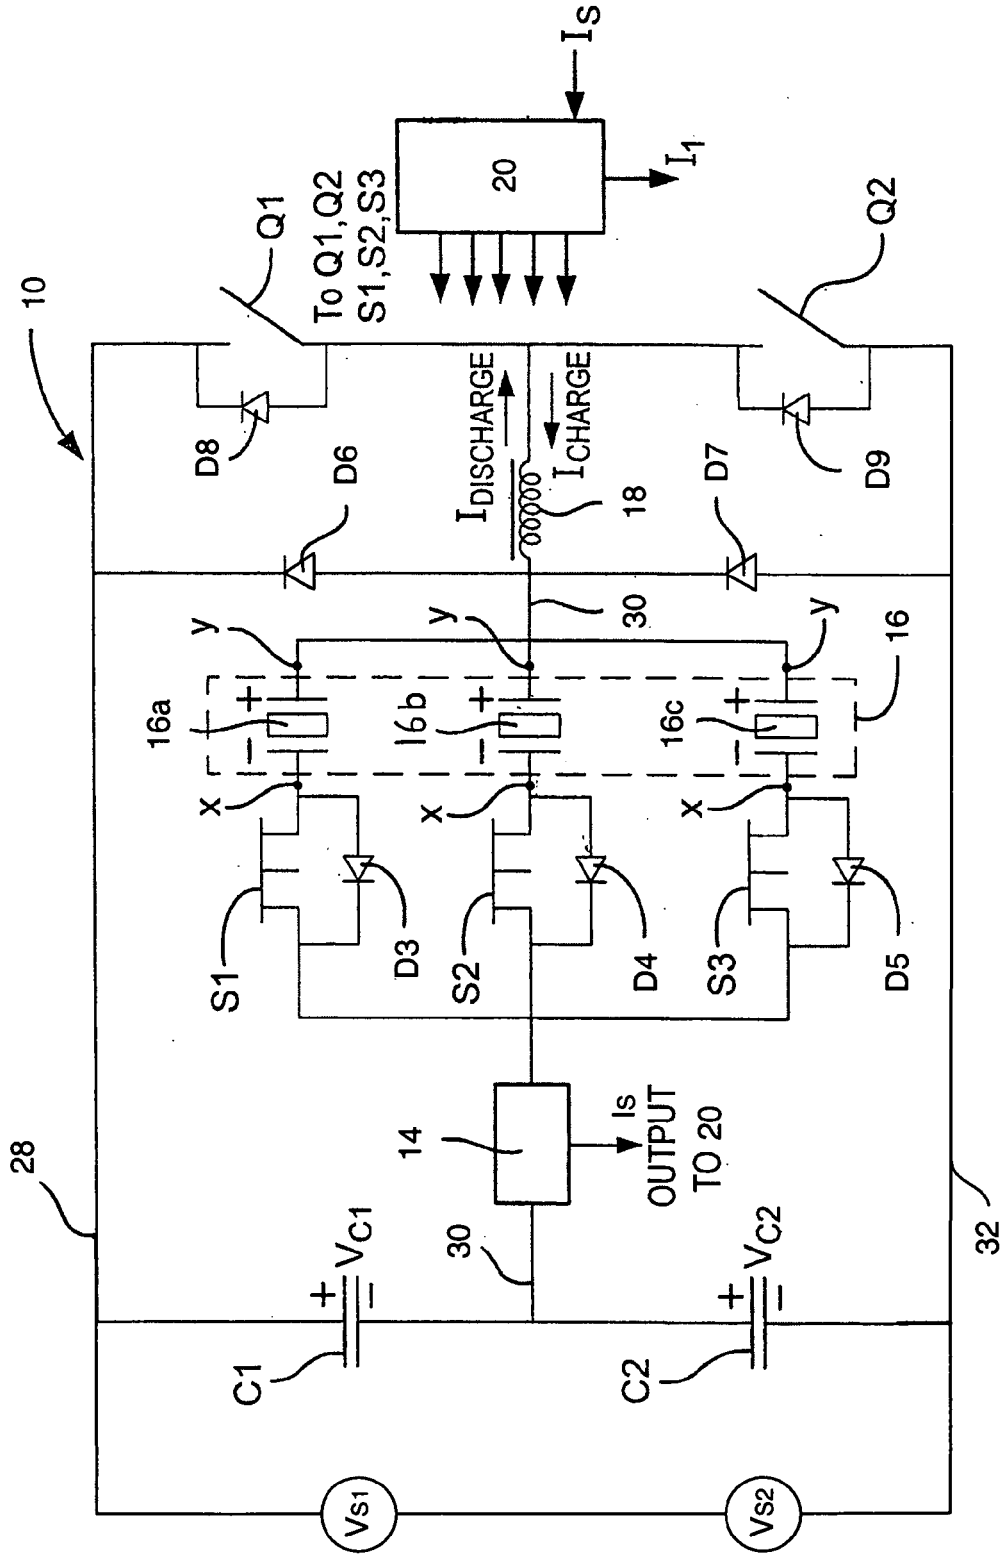 10
Q1
To Q1, Q2
S1, S2, S3
20
IS
I1
Q2
D8
D6
IDISCHARGE
ICHARGE
18
D7
D9
30
y
y
y
16
16a
16b
16c
+
−
+
−
+
−
x
x
x
S1
S2
S3
D3
D4
D5
28
14
Is
OUTPUT
TO 20
30
32
C1
+
−
VC1
C2
+
−
VC2
VS1
VS2